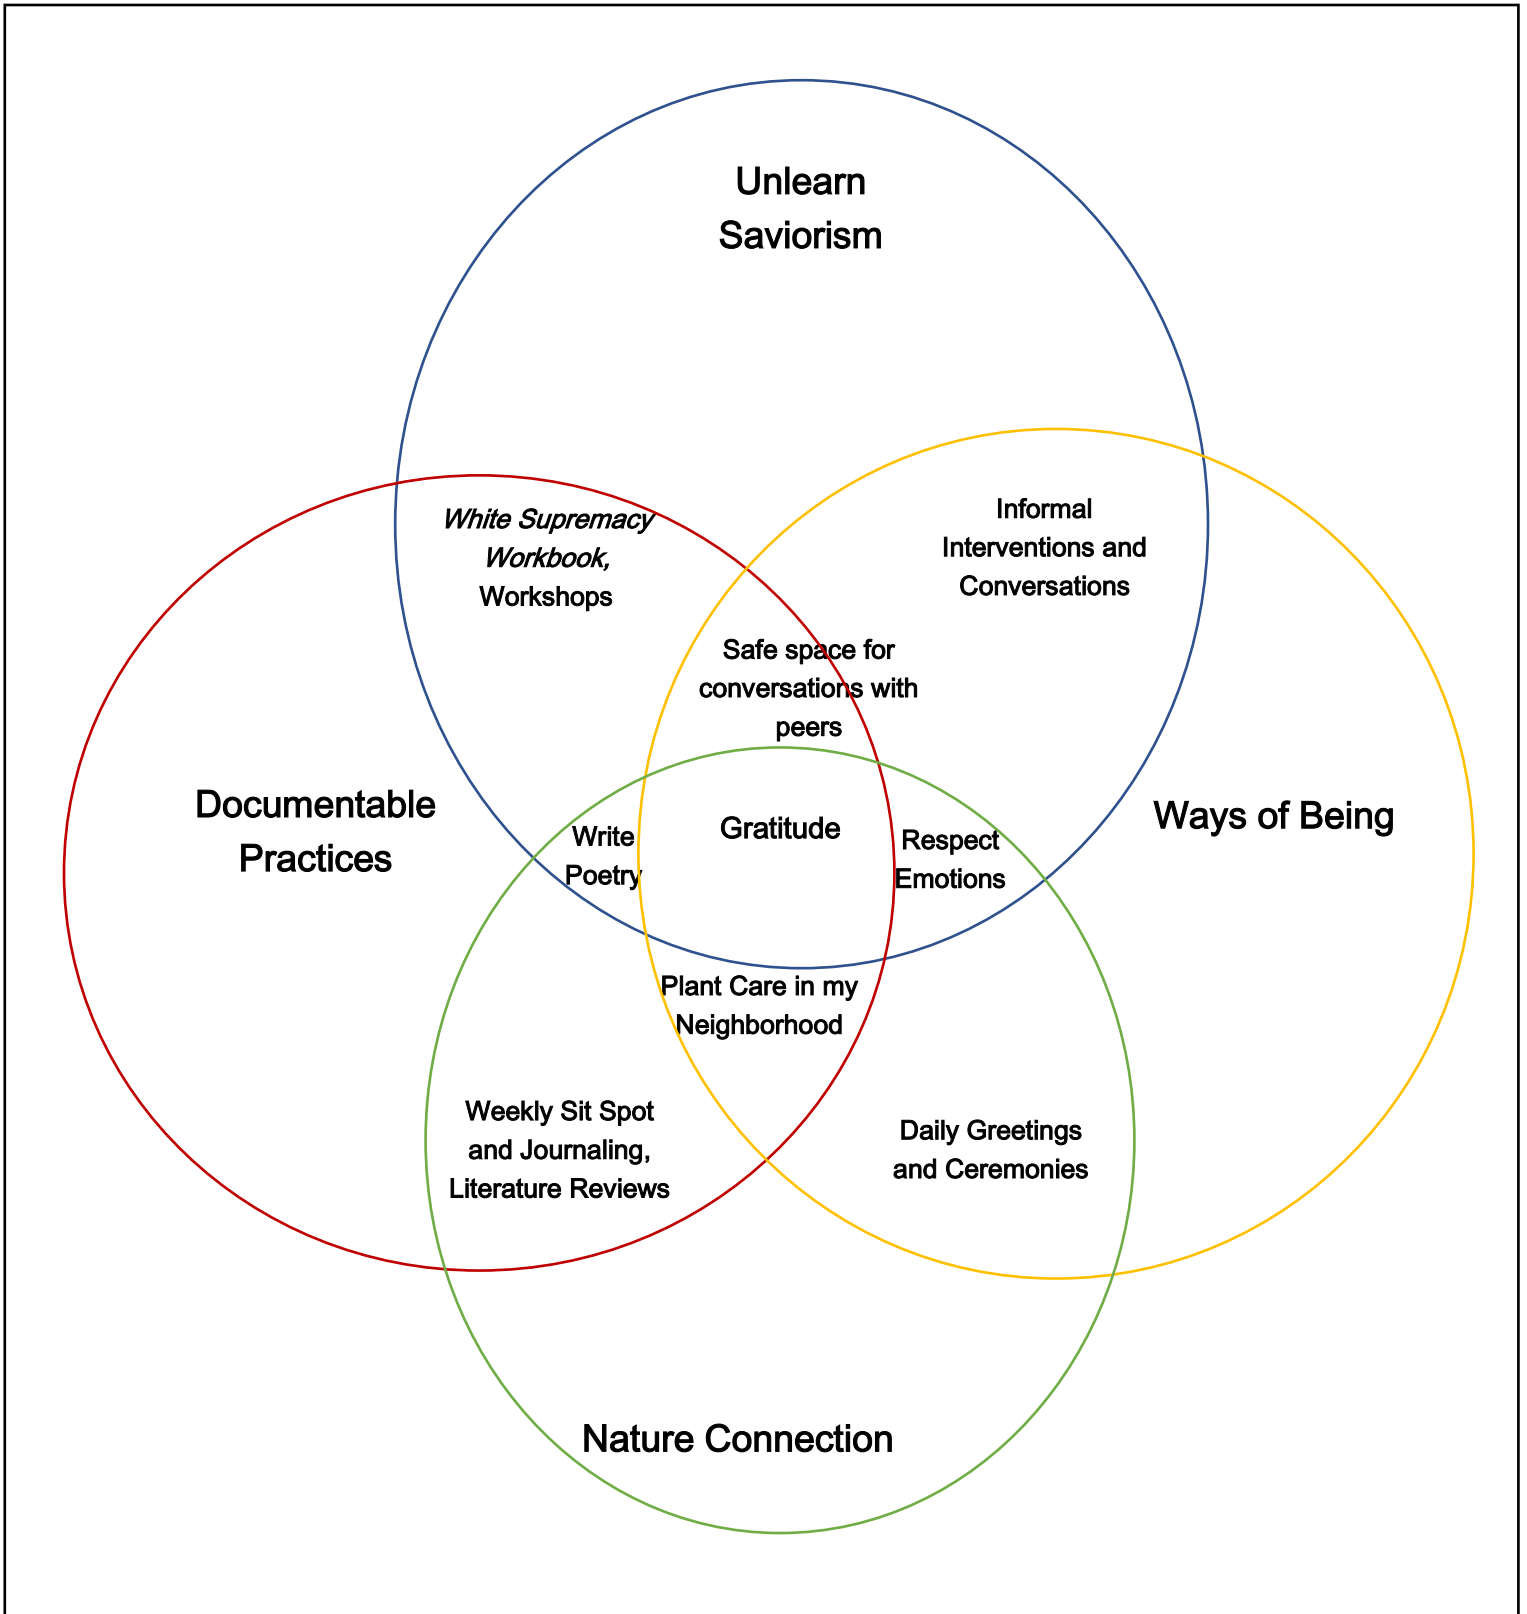 Unlearn
Saviorism
White Supremacy
Workbook,
Workshops
Informal
Interventions and
Conversations
Safe space for
conversations with
peers
Documentable
Practices
Ways of Being
Write
Poetry
Gratitude
Respect
Emotions
Plant Care in my
Neighborhood
Weekly Sit Spot
and Journaling,
Literature Reviews
Daily Greetings
and Ceremonies
Nature Connection